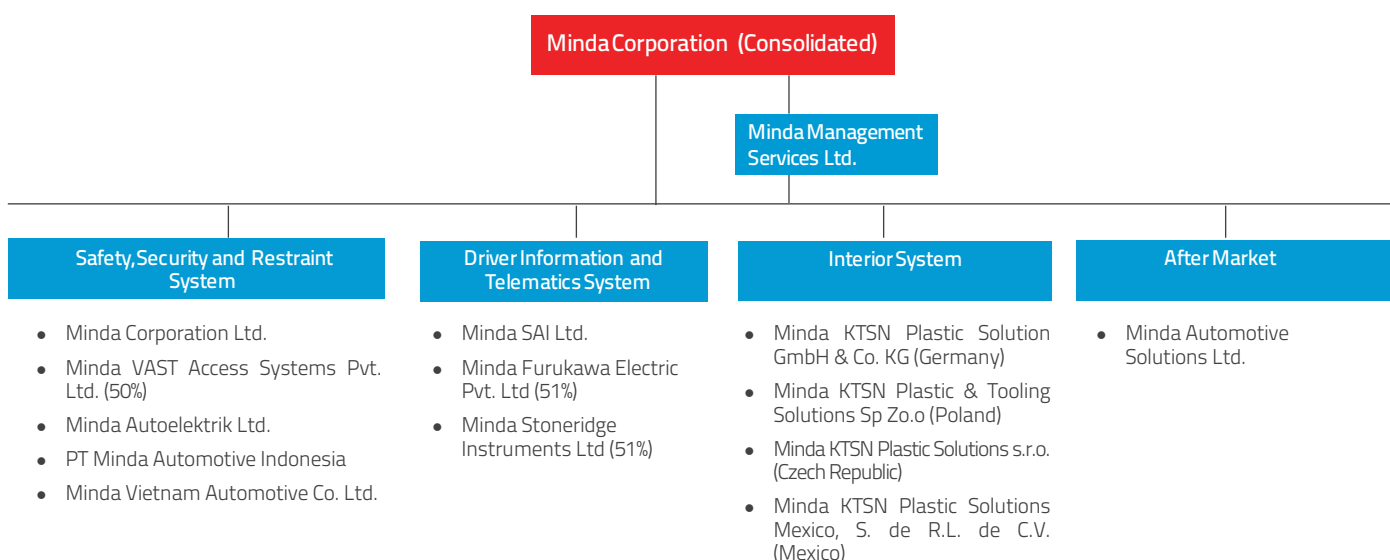 Minda Corporation (Consolidated)
Minda Management
Services Ltd.
Safety, Security and Restraint
System
• Minda Corporation Ltd.
• Minda VAST Access Systems Pvt.
Ltd. (50%)
• Minda Autoelektrik Ltd.
• PT Minda Automotive Indonesia
• Minda Vietnam Automotive Co. Ltd.
Driver Information and
Telematics System
• Minda SAI Ltd.
• Minda Furukawa Electric
Pvt. Ltd (51%)
• Minda Stoneridge
Instruments Ltd (51%)
Interior System
• Minda KTSN Plastic Solution
GmbH & Co. KG (Germany)
• Minda KTSN Plastic & Tooling
Solutions Sp Zo.o (Poland)
• Minda KTSN Plastic Solutions s.r.o.
(Czech Republic)
• Minda KTSN Plastic Solutions
Mexico, S. de R.L. de C.V.
(Mexico)
After Market
• Minda Automotive
Solutions Ltd.